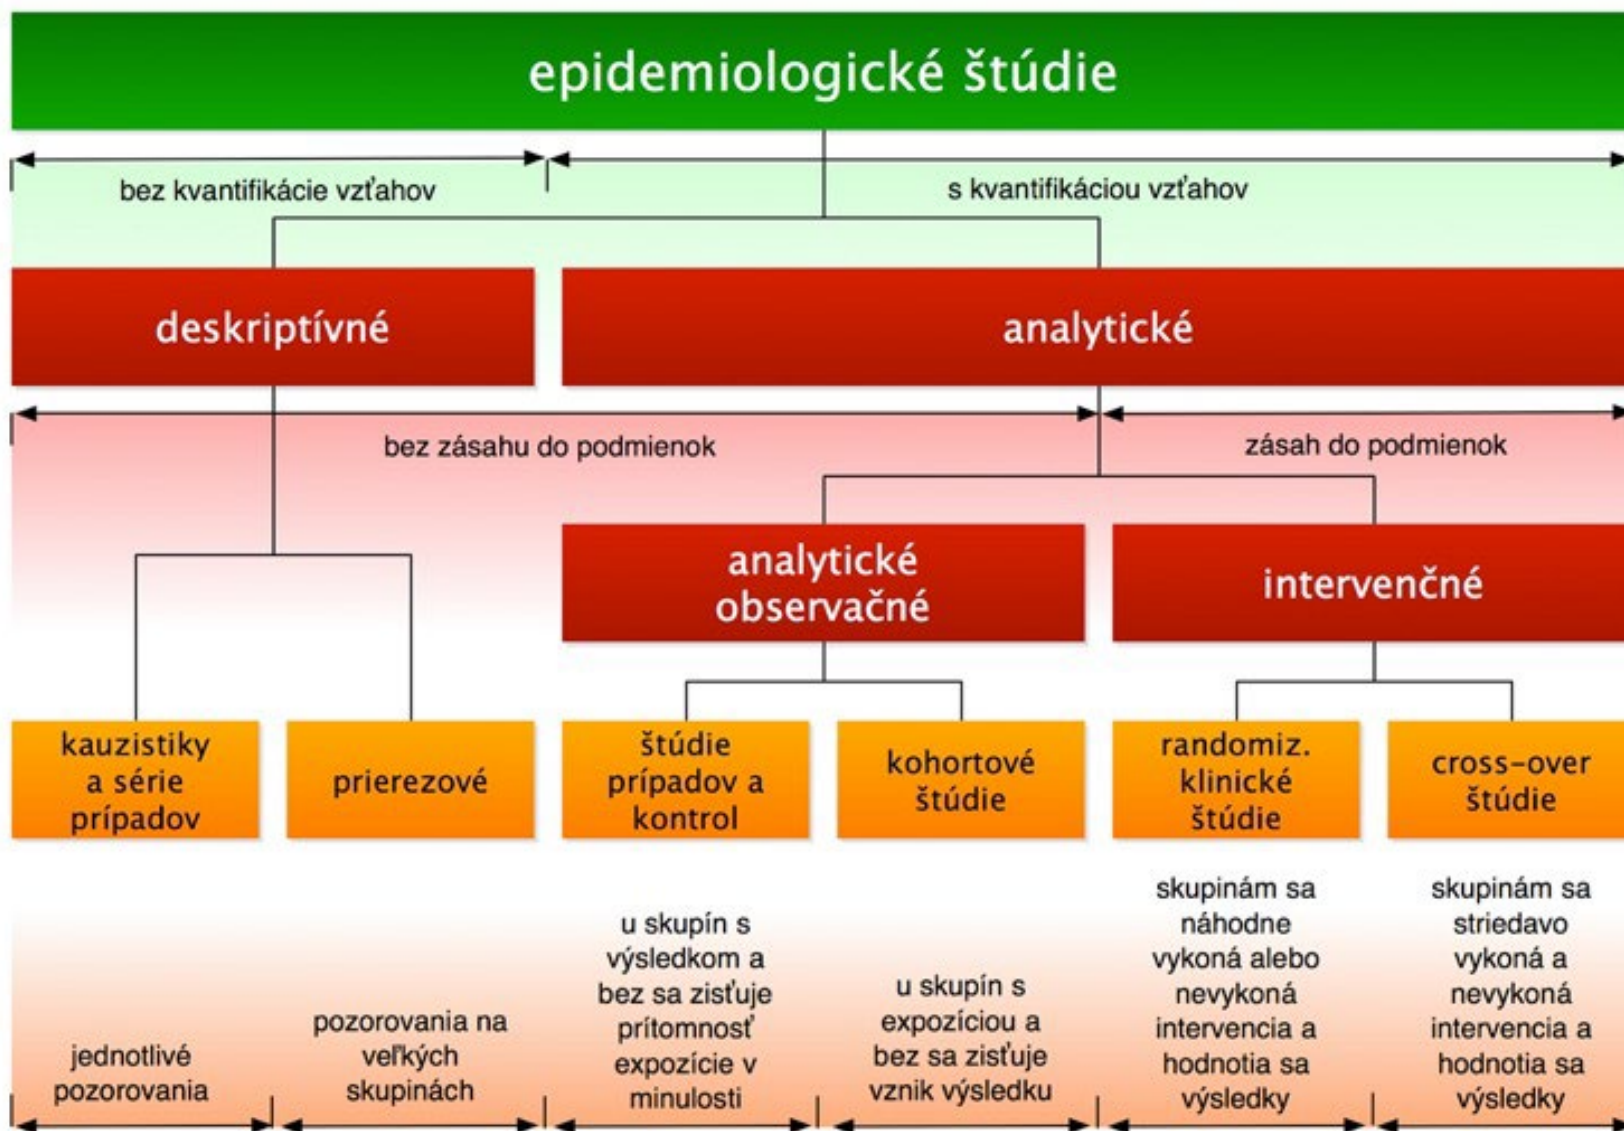 epidemiologické štúdie
bez kvantifikácie vzťahov
s kvantifikáciou vzťahov
deskriptívné
analytické
bez zásahu do podmienok
zásah do podmienok
analytické
observačné
intervenčné
kauzistiky
a série
prípadov
prierezové
štúdie
prípadov a
kontrol
kohortové
štúdie
randomiz.
klinické
štúdie
cross-over
štúdie
jednotlivé
pozorovania
pozorovania na
veľkých
skupinách
u skupín s
výsledkom a
bez sa zisťuje
prítomnosť
expozície v
minulosti
u skupín s
expozíciou a
bez sa zisťuje
vznik výsledku
skupinám sa
náhodne
vykoná alebo
nevykoná
intervencia a
hodnotia sa
výsledky
skupinám sa
striedavo
vykoná a
nevykoná
intervencia a
hodnotia sa
výsledky